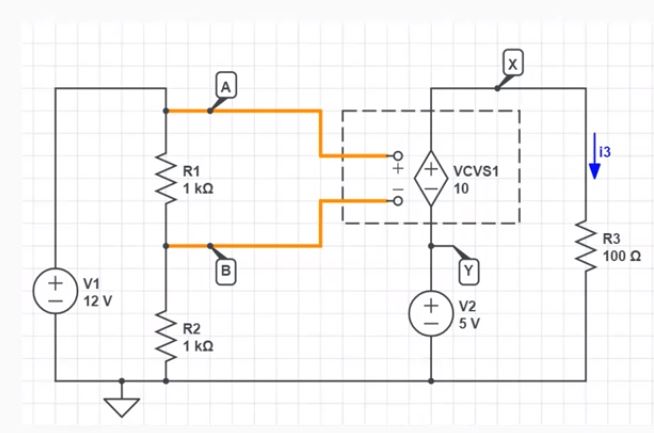 X
A
i3
+
VCVS1
R1
+
1 kΩ
−
−
10
R3
100 Ω
B
Y
+
V1
−
12 V
+
V2
−
5 V
R2
1 kΩ